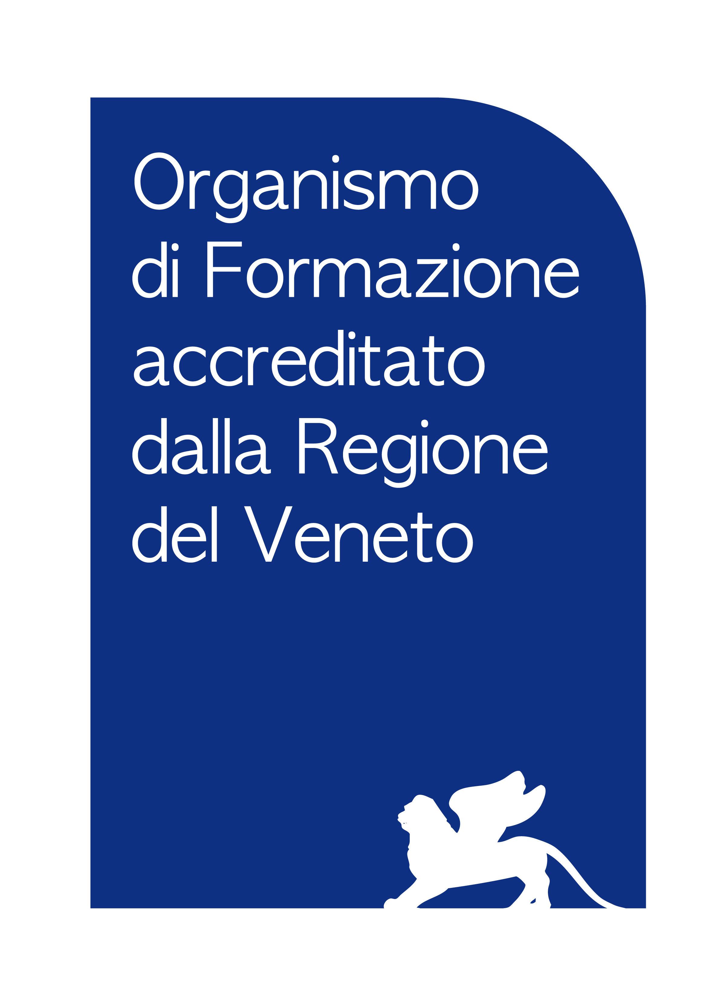 Organismo
di Formazione
accreditato
dalla Regione
del Veneto